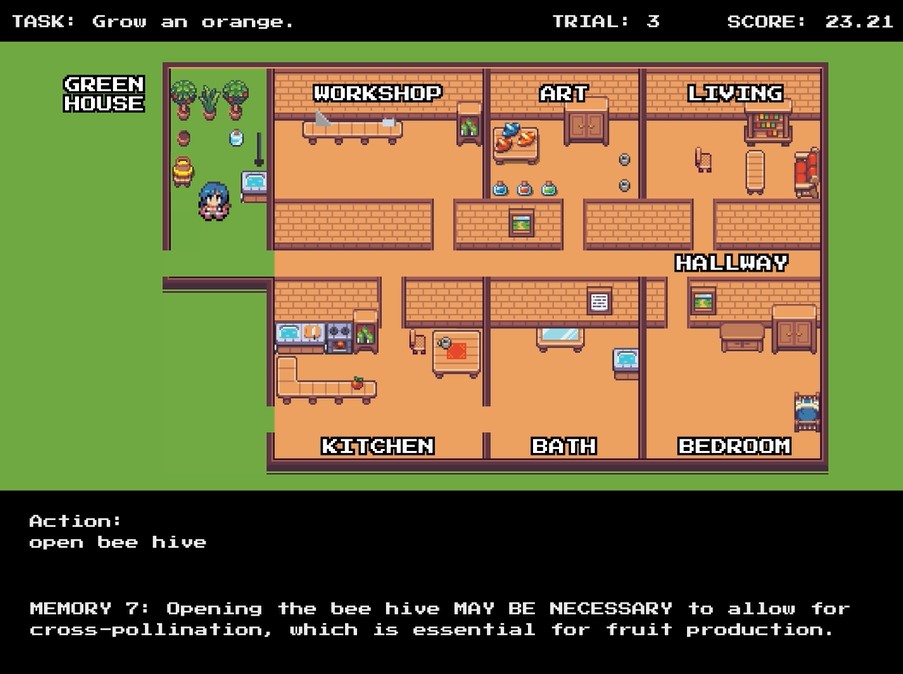 TASK: Grow an orange.
TRIAL: 3
SCORE: 23.21
GREEN
HOUSE
WORKSHOP
ART
LIVING
HALLWAY
KITCHEN
BATH
BEDROOM
Action:
open bee hive
MEMORY 7: Opening the bee hive MAY BE NECESSARY to allow for
cross-pollination, which is essential for fruit production.